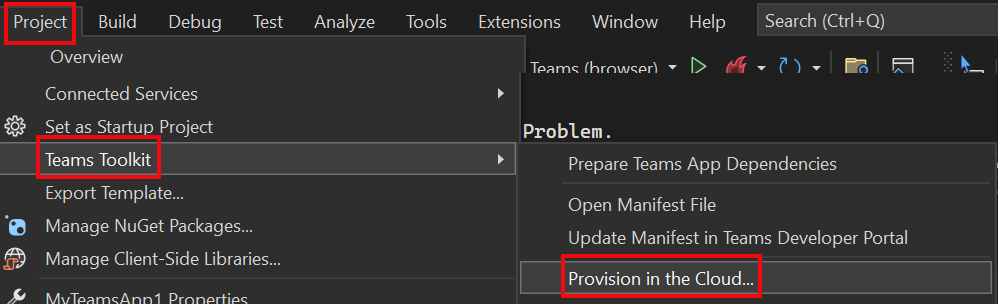 Project Build Debug Test Analyze Tools Extensions Window Help Search (Ctrl+Q)
Overview
Teams (browser)
Connected Services
Set as Startup Project
Problem.
Teams Toolkit
Prepare Teams App Dependencies
Export Template...
Open Manifest File
Manage NuGet Packages...
Update Manifest in Teams Developer Portal
Manage Client-Side Libraries...
Provision in the Cloud...
MyTeamsApp1 Properties